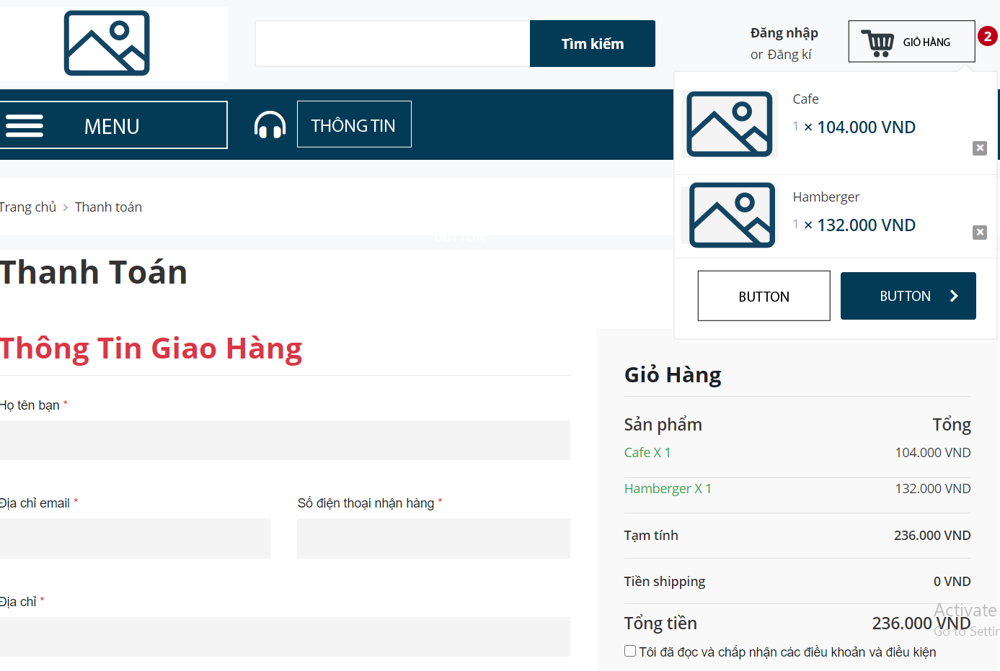 Tìm kiếm
Đăng nhập
or Đăng kí
GIỎ HÀNG
2
MENU
THÔNG TIN
Cafe
1 × 104.000 VND
Hamberger
1 × 132.000 VND
BUTTON
BUTTON
Trang chủ > Thanh toán
BUTTON
Thanh Toán
Thông Tin Giao Hàng
Họ tên bạn *
Địa chỉ email *
Số điện thoại nhận hàng *
Địa chỉ *
Giỏ Hàng
Sản phẩm Tổng
Cafe X 1 104.000 VND
Hamberger X 1 132.000 VND
Tạm tính 236.000 VND
Tiền shipping 0 VND
Tổng tiền 236.000 VND
Tôi đã đọc và chấp nhận các điều khoản và điều kiện
Activate
Go to Settin